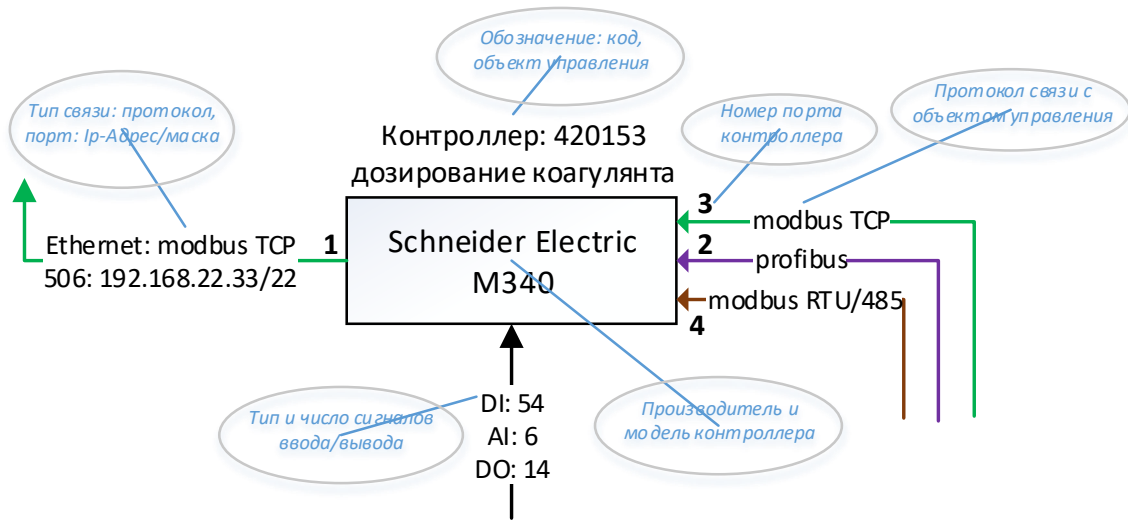 Обозначение: код,
объект управления
Тип связи: протокол,
порт: Ip-Адрес/маска
Номер порта
контроллера
Протокол связи с
объектом управления
Контроллер: 420153
дозирование коагулянта
Ethernet: modbus TCP
506: 192.168.22.33/22
1
Schneider Electric
M340
3
modbus TCP
2
profibus
modbus RTU/485
4
Тип и число сигналов
ввода/вывода
DI: 54
AI: 6
DO: 14
Производитель и
модель контроллера